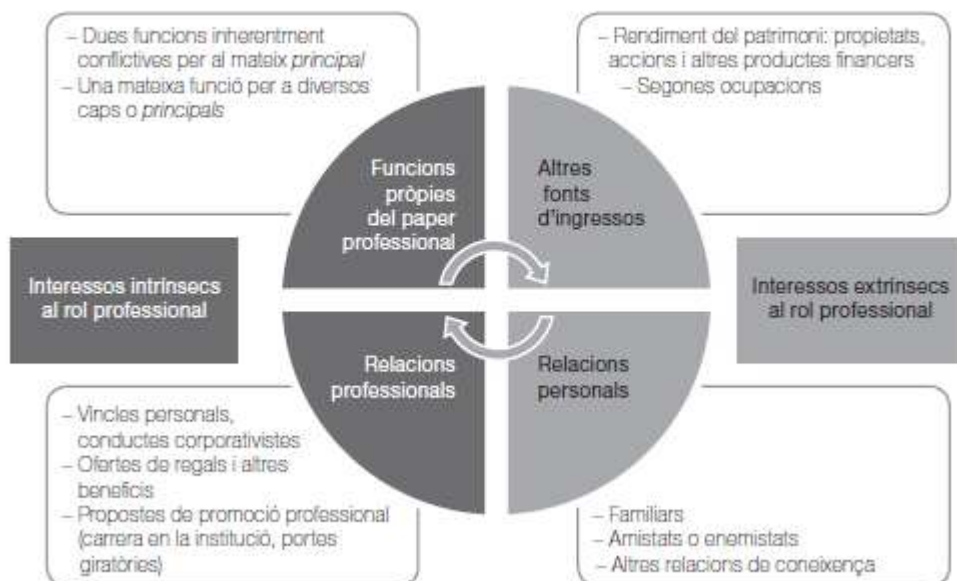 – Dues funcions inherentment
conflictives per al mateix principal
– Una mateixa funció per a diversos
caps o principals
– Rendiment del patrimoni: propietats,
accions i altres productes financers
– Segones ocupacions
Funcions
pròpies
del paper
professional
Altres
fonts
d'ingressos
Interessos intrínsecs
al rol professional
Interessos extrínsecs
al rol professional
Relacions
professionals
Relacions
personals
– Vincles personals,
conductes corporativistes
– Ofertes de regals i altres
beneficis
– Propostes de promoció professional
(carrera en la institució, portes
giratòries)
– Familiars
– Amistats o enemistats
– Altres relacions de coneixença